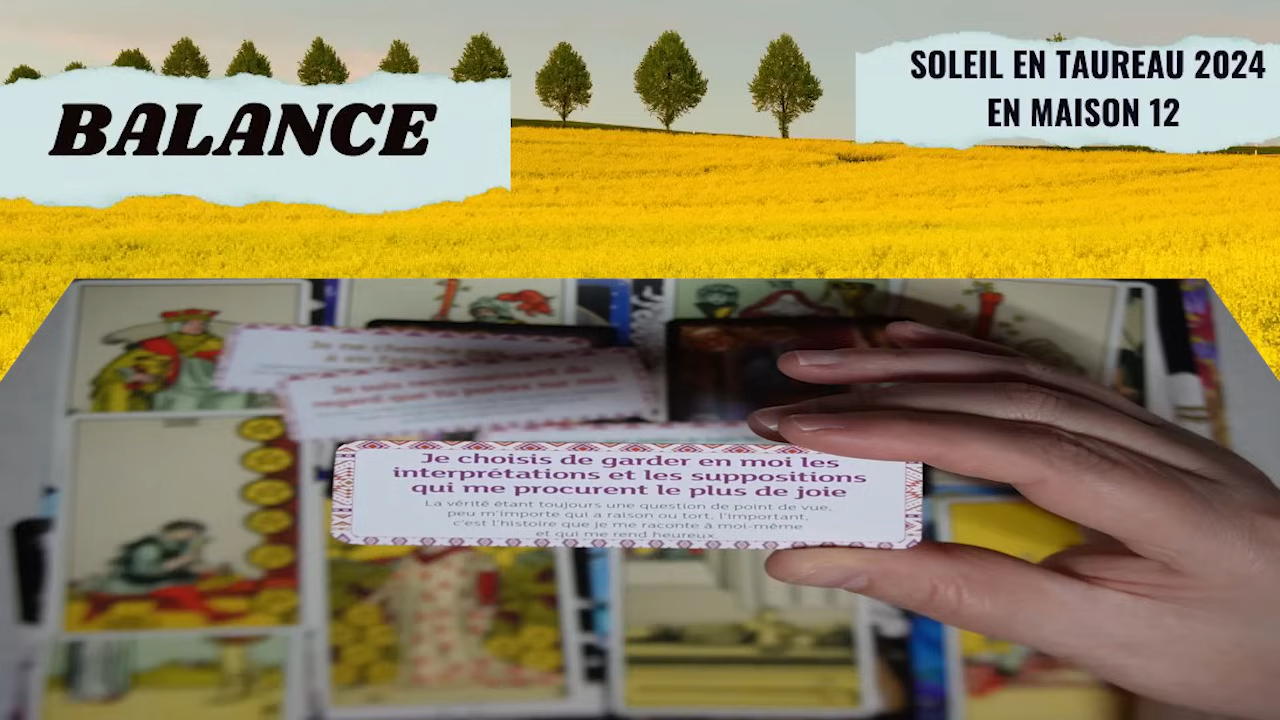 BALANCE
SOLEIL EN TAUREAU 2024
EN MAISON 12
Je choisis de garder en moi les
interprétations et les suppositions
qui me procurent le plus de joie
La vérité étant toujours une question de point de vue,
peu m'importe qui a raison ou tort, l'important,
c'est l'histoire que je me raconte à moi-même
et qui me rend heureux